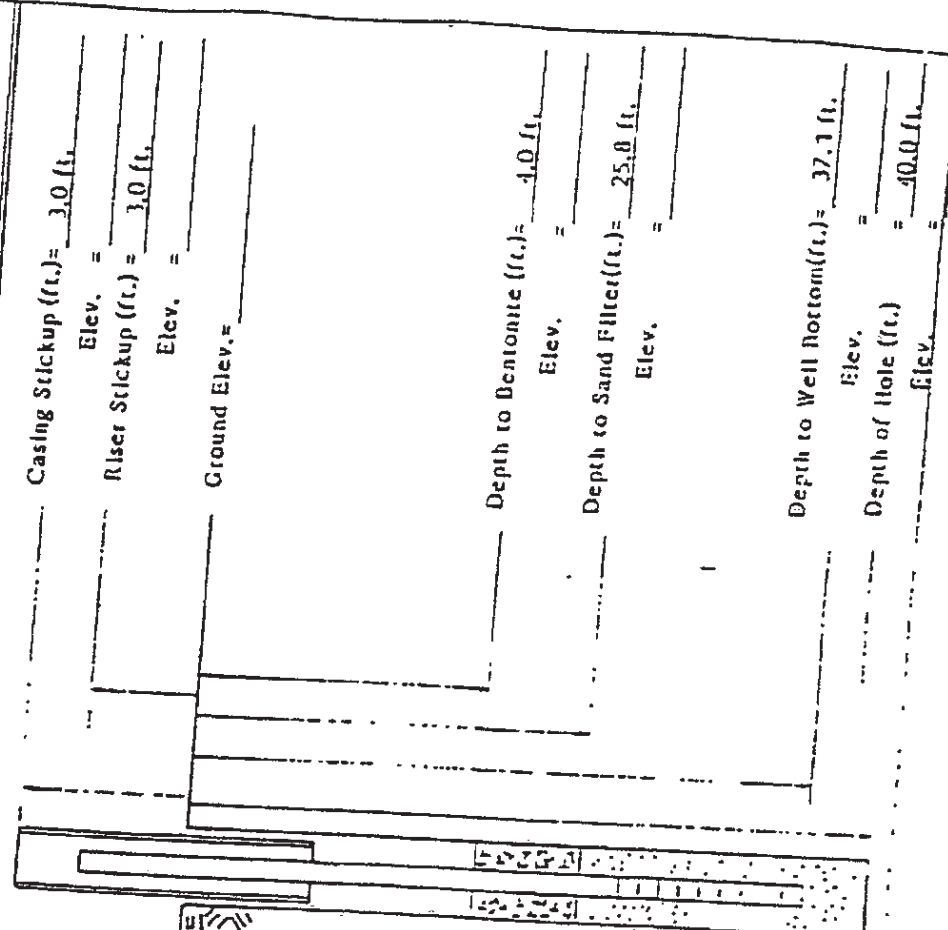 Casing Stickup (ft.)= 3.0 ft.
Elev. =
Riser Stickup (ft.) = 3.0 ft.
Elev. =
Ground Elev.=
Depth to Bentonite (ft.)= 4.0 ft.
Elev. =
Depth to Sand Filter(ft.)= 25.8 ft.
Elev. =
Depth to Well Bottom(ft.)= 37.1 ft.
Elev. =
Depth of Hole (ft.) = 40.0 ft.
Elev. =